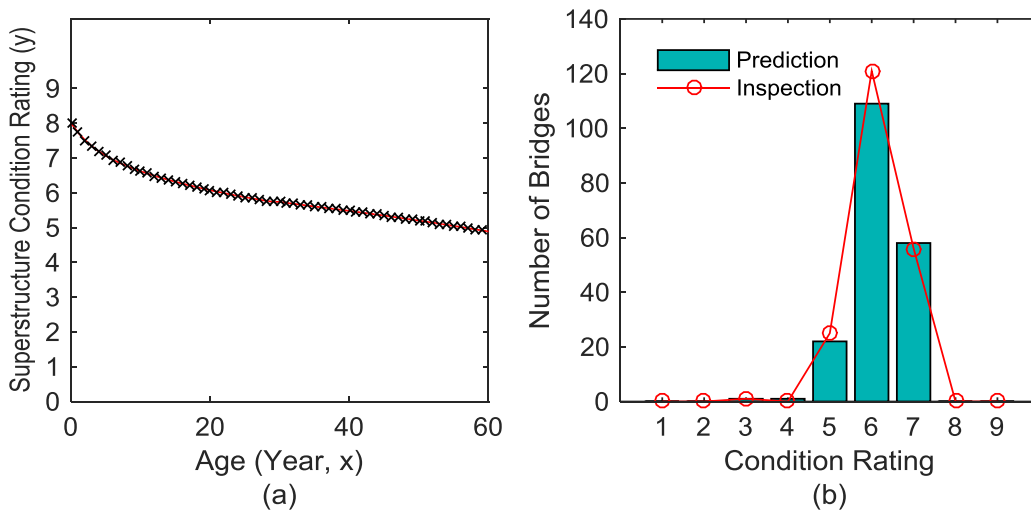 Superstructure Condition Rating (y)
9
8
7
6
5
4
3
2
1
0
0 20 40 60
Age (Year, x)
(a)
Number of Bridges
140
120
100
80
60
40
20
0
Prediction
Inspection
1 2 3 4 5 6 7 8 9
Condition Rating
(b)